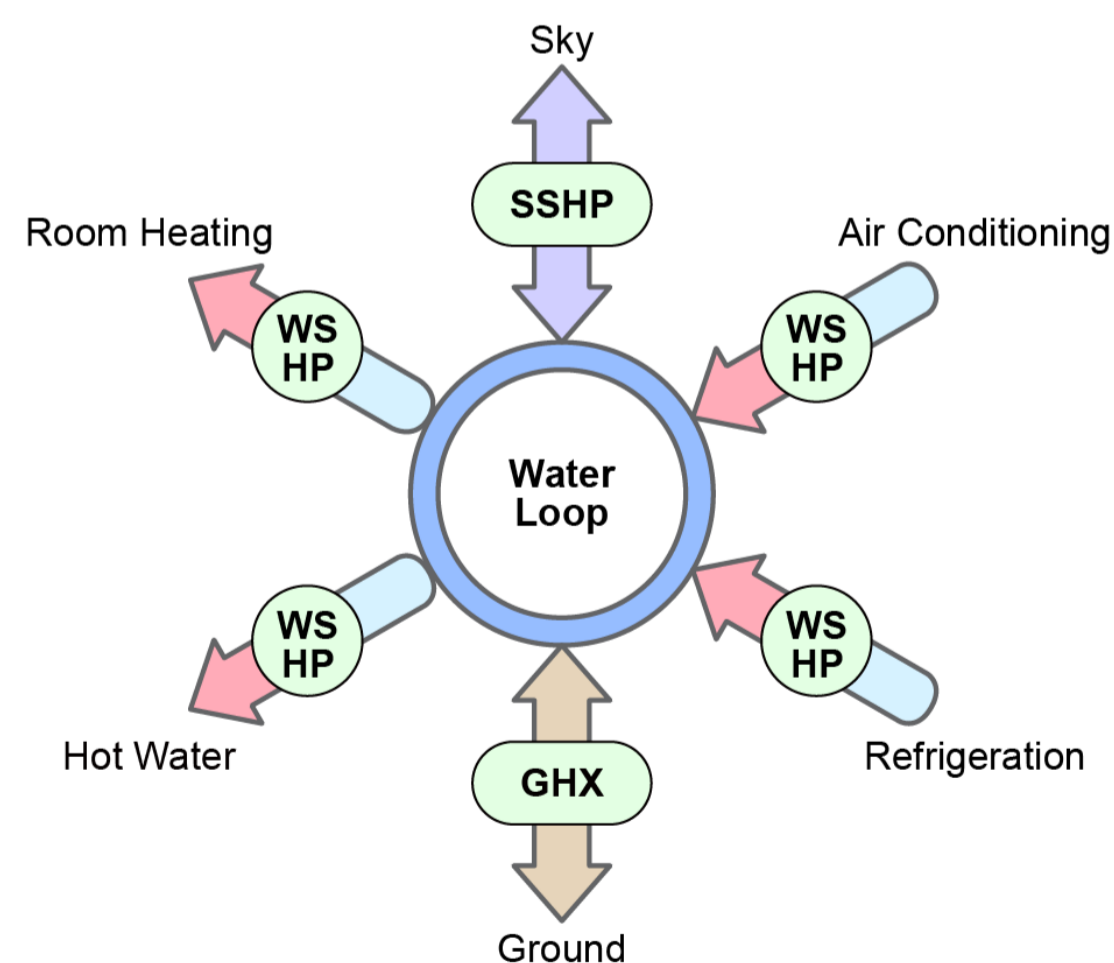 Sky
SSHP
Room Heating
Air Conditioning
WS
HP
WS
HP
Water
Loop
WS
HP
WS
HP
Hot Water
Refrigeration
GHX
Ground